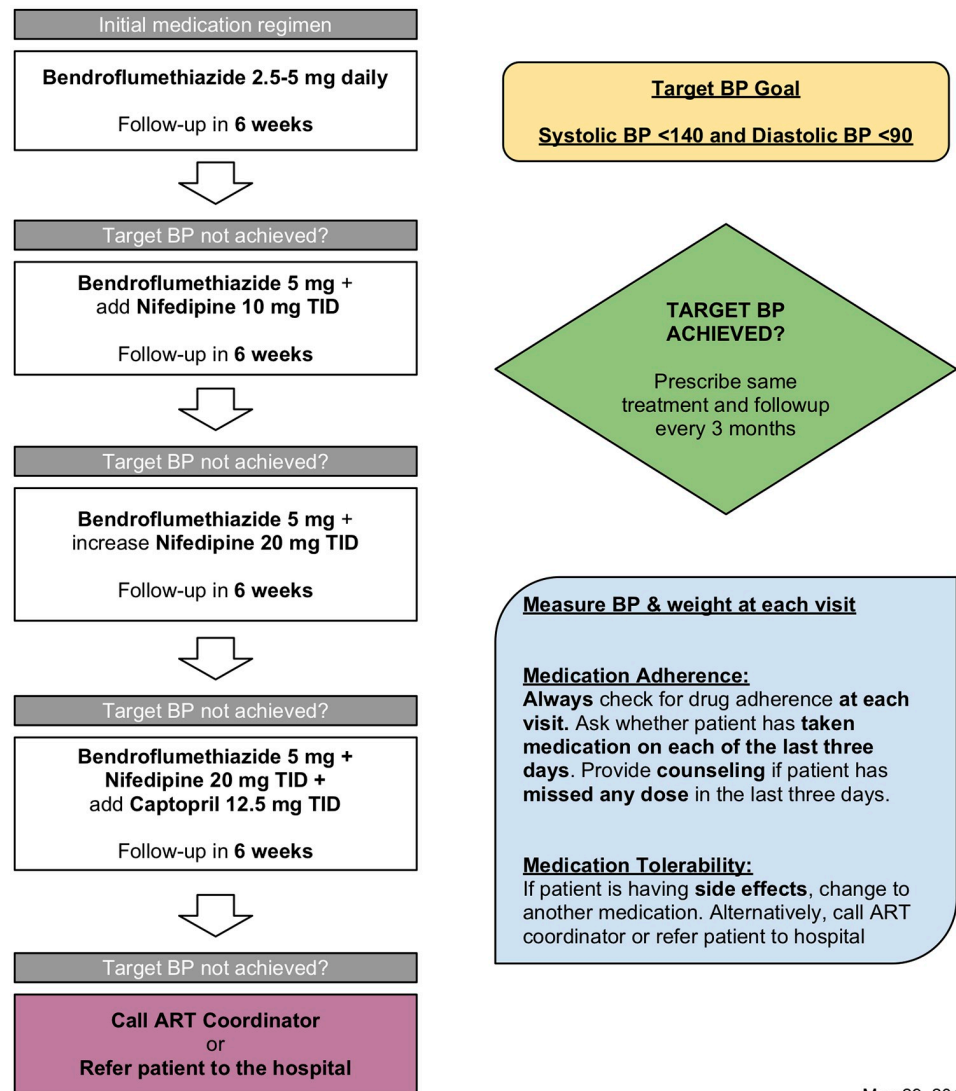 Initial medication regimen
Bendroflumethiazide 2.5-5 mg daily
Follow-up in 6 weeks
Target BP not achieved?
Bendroflumethiazide 5 mg +
add Nifedipine 10 mg TID
Follow-up in 6 weeks
Target BP not achieved?
Bendroflumethiazide 5 mg +
increase Nifedipine 20 mg TID
Follow-up in 6 weeks
Target BP not achieved?
Bendroflumethiazide 5 mg +
Nifedipine 20 mg TID +
add Captopril 12.5 mg TID
Follow-up in 6 weeks
Target BP not achieved?
Call ART Coordinator
or
Refer patient to the hospital
Target BP Goal
Systolic BP <140 and Diastolic BP <90
TARGET BP
ACHIEVED?
Prescribe same
treatment and followup
every 3 months
Measure BP & weight at each visit
Medication Adherence:
Always check for drug adherence at each
visit. Ask whether patient has taken
medication on each of the last three
days. Provide counseling if patient has
missed any dose in the last three days.
Medication Tolerability:
If patient is having side effects, change to
another medication. Alternatively, call ART
coordinator or refer patient to hospital